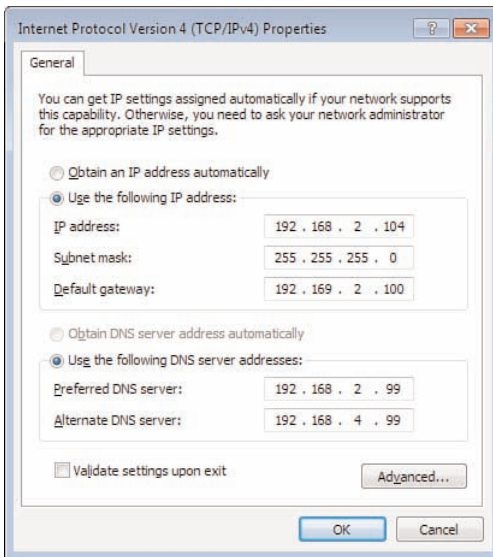 Internet Protocol Version 4 (TCP/IPv4) Properties
General
You can get IP settings assigned automatically if your network supports
this capability. Otherwise, you need to ask your network administrator
for the appropriate IP settings.
Obtain an IP address automatically
Use the following IP address:
IP address: 192 . 168 . 2 . 104
Subnet mask: 255 . 255 . 255 . 0
Default gateway: 192 . 169 . 2 . 100
Obtain DNS server address automatically
Use the following DNS server addresses:
Preferred DNS server: 192 . 168 . 2 . 99
Alternate DNS server: 192 . 168 . 4 . 99
Validate settings upon exit
Advanced...
OK Cancel